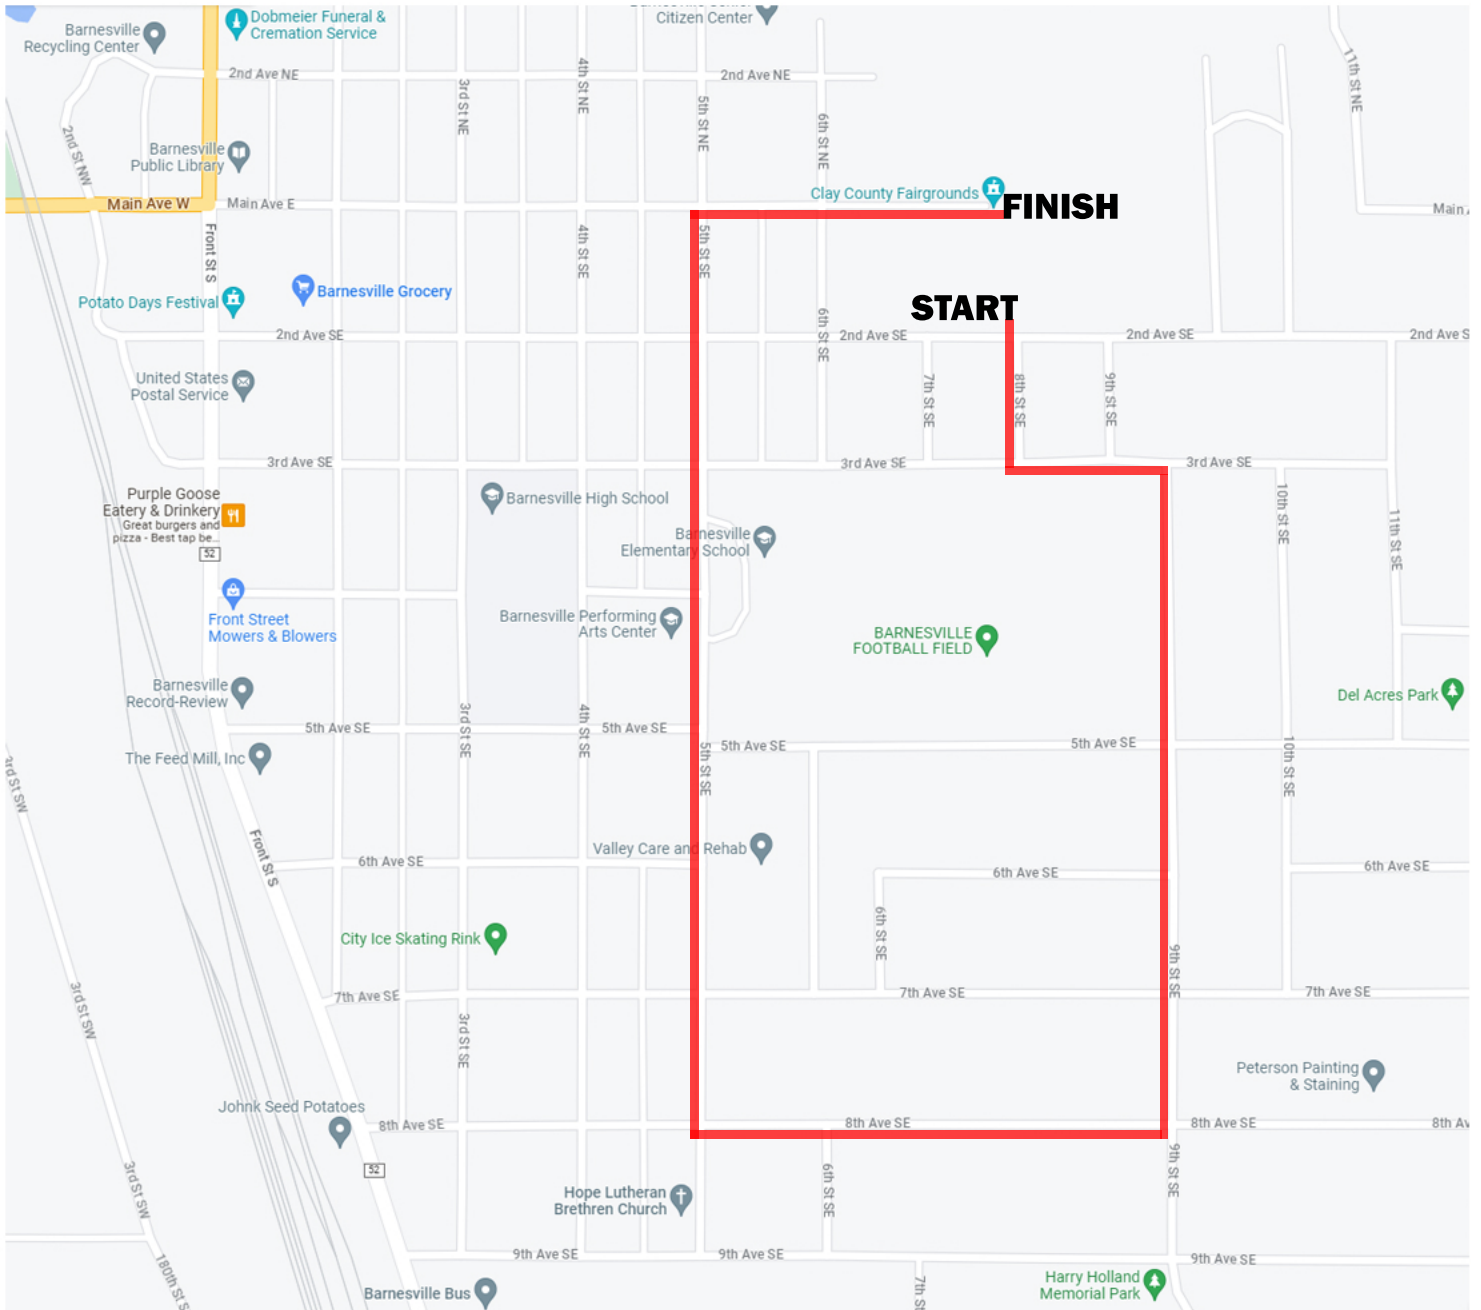 Dobmeier Funeral &
Cremation Service
Citizen Center
Barnesville
Recycling Center
2nd Ave NE
2nd Ave NE
3rd St NE
4th St NE
5th St NE
6th St NE
11th St NE
2nd St NW
Barnesville
Public Library
Clay County Fairgrounds
FINISH
Main Ave W
Main Ave E
Main
Front St S
4th St SE
5th St SE
Potato Days Festival
Barnesville Grocery
START
2nd Ave SE
6th St SE
2nd Ave SE
2nd Ave SE
2nd Ave S
United States
Postal Service
7th St SE
8th St SE
9th St SE
3rd Ave SE
3rd Ave SE
3rd Ave SE
Purple Goose
Eatery & Drinkery
Great burgers and
pizza - Best tap be...
52
Barnesville High School
10th St SE
11th St SE
Barnesville
Elementary School
Front Street
Mowers & Blowers
Barnesville Performing
Arts Center
BARNESVILLE
FOOTBALL FIELD
Barnesville
Record-Review
Del Acres Park
3rd St SE
4th St SE
5th Ave SE
5th Ave SE
5th Ave SE
5th Ave SE
5th St SE
10th St SE
The Feed Mill, Inc
3rd St SW
Front St S
Valley Care and Rehab
6th Ave SE
6th Ave SE
6th Ave SE
6th St SE
City Ice Skating Rink
9th St SE
7th Ave SE
7th Ave SE
7th Ave SE
3rd St SW
3rd St SE
Peterson Painting
& Staining
Johnk Seed Potatoes
8th Ave SE
8th Ave SE
8th Ave SE
8th Av
52
3rd St SW
Hope Lutheran
Brethren Church
6th St SE
9th St SE
9th Ave SE
9th Ave SE
9th Ave SE
180th St S
Barnesville Bus
7th St
Harry Holland
Memorial Park